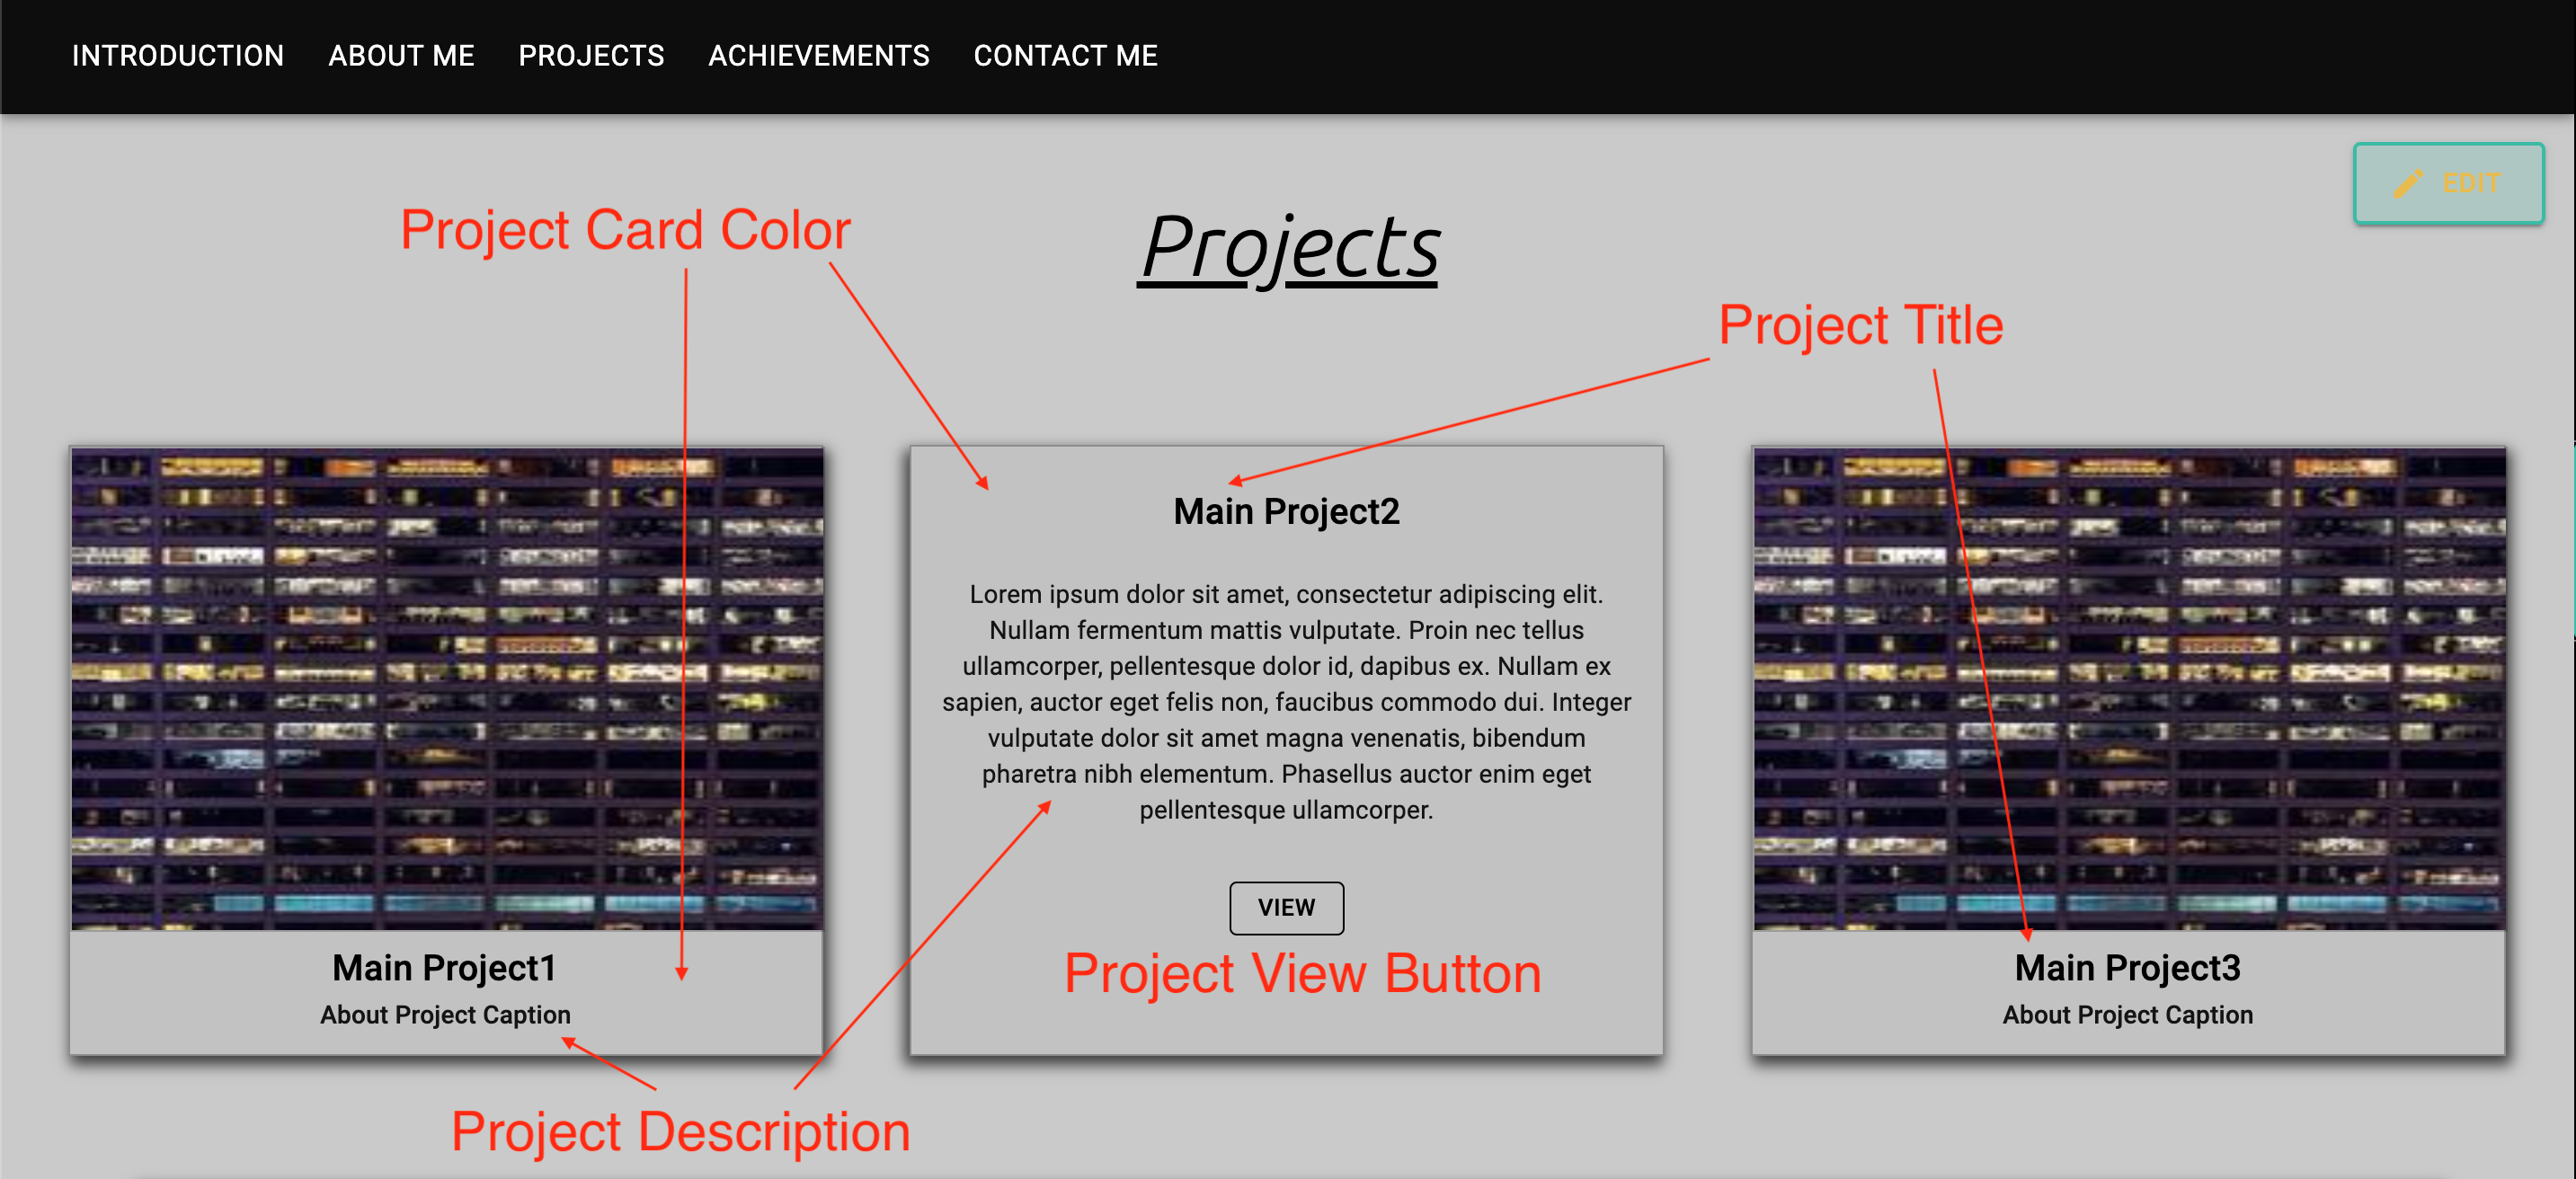 INTRODUCTION ABOUT ME PROJECTS ACHIEVEMENTS CONTACT ME
EDIT
Project Card Color
Projects
Project Title
Main Project2
Lorem ipsum dolor sit amet, consectetur adipiscing elit.
Nullam fermentum mattis vulputate. Proin nec tellus
ullamcorper, pellentesque dolor id, dapibus ex. Nullam ex
sapien, auctor eget felis non, faucibus commodo dui. Integer
vulputate dolor sit amet magna venenatis, bibendum
pharetra nibh elementum. Phasellus auctor enim eget
pellentesque ullamcorper.
VIEW
Project View Button
Main Project1
About Project Caption
Main Project3
About Project Caption
Project Description